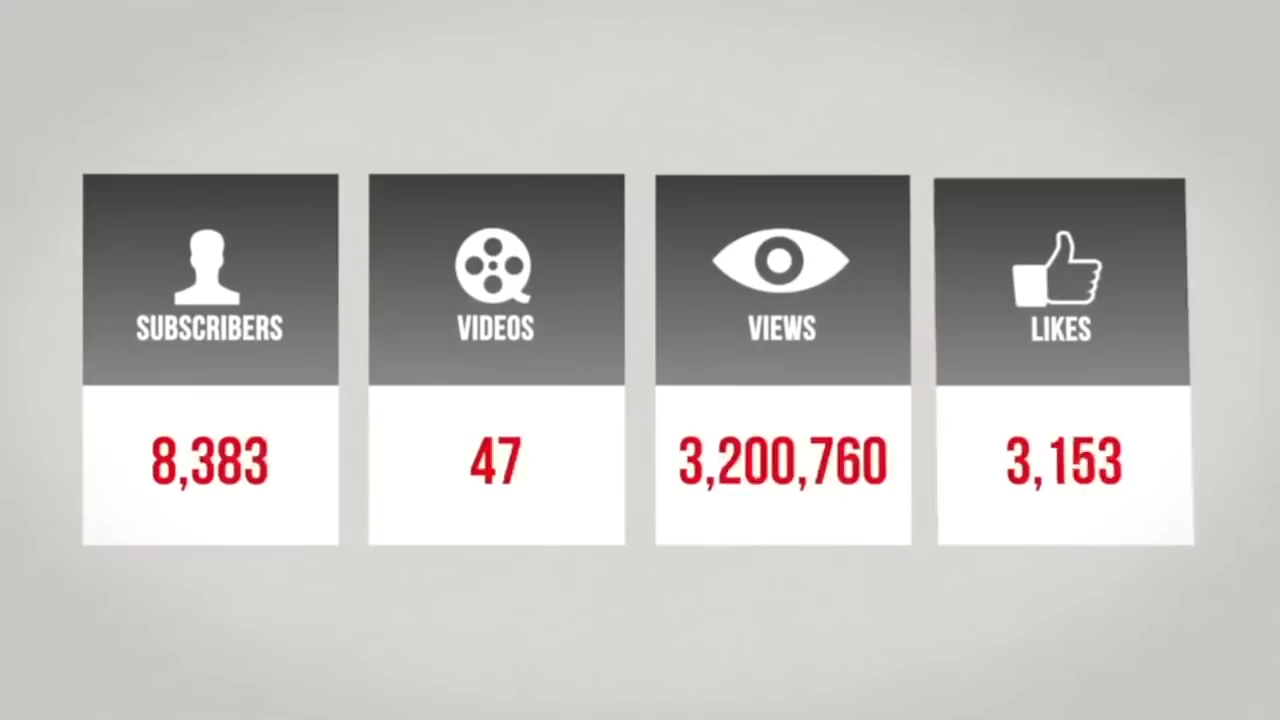 SUBSCRIBERS
8,383
VIDEOS
47
VIEWS
3,200,760
LIKES
3,153